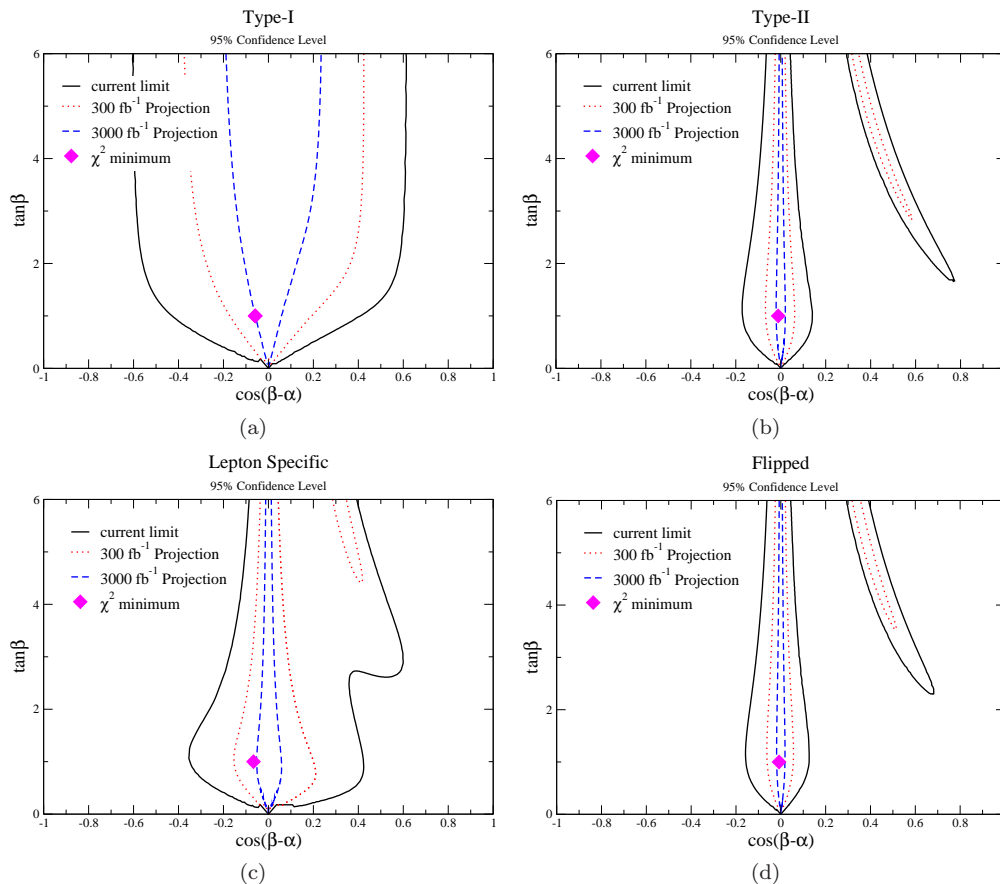 Type-I
95% Confidence Level
tanβ
6
4
2
0
current limit
300 fb⁻¹ Projection
3000 fb⁻¹ Projection
χ² minimum
-1 -0.8 -0.6 -0.4 -0.2 0 0.2 0.4 0.6 0.8 1
cos(β-α)
(a)
Type-II
95% Confidence Level
tanβ
6
4
2
0
current limit
300 fb⁻¹ Projection
3000 fb⁻¹ Projection
χ² minimum
-1 -0.8 -0.6 -0.4 -0.2 0 0.2 0.4 0.6 0.8 1
cos(β-α)
(b)
Lepton Specific
95% Confidence Level
tanβ
6
4
2
0
current limit
300 fb⁻¹ Projection
3000 fb⁻¹ Projection
χ² minimum
-1 -0.8 -0.6 -0.4 -0.2 0 0.2 0.4 0.6 0.8 1
cos(β-α)
(c)
Flipped
95% Confidence Level
tanβ
6
4
2
0
current limit
300 fb⁻¹ Projection
3000 fb⁻¹ Projection
χ² minimum
-1 -0.8 -0.6 -0.4 -0.2 0 0.2 0.4 0.6 0.8
cos(β-α)
(d)